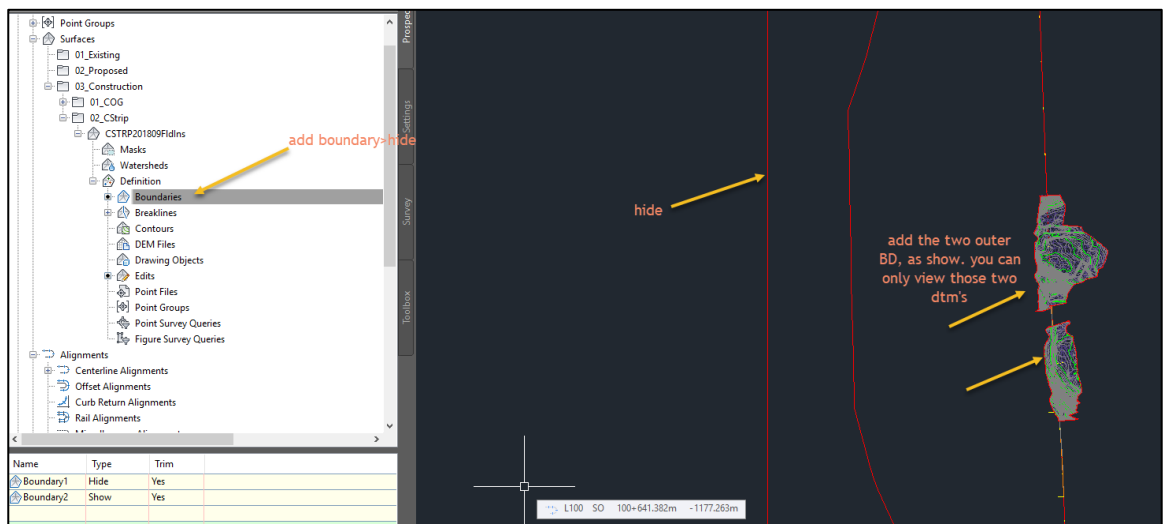 Point Groups
Surfaces
01_Existing
02_Proposed
03_Construction
01_COG
02_CStrip
CSTRP201809FldIns
Masks
Watersheds
Definition
Boundaries
Breaklines
Contours
DEM Files
Drawing Objects
Edits
Point Files
Point Groups
Point Survey Queries
Figure Survey Queries
Alignments
Centerline Alignments
Offset Alignments
Curb Return Alignments
Rail Alignments
Prospec
Settings
Survey
Toolbox
add boundary>hide
hide
add the two outer
BD, as show. you can
only view those two
dtm's
Name Type Trim
Boundary1 Hide Yes
Boundary2 Show Yes
L100 SO 100+641.382m -1177.263m